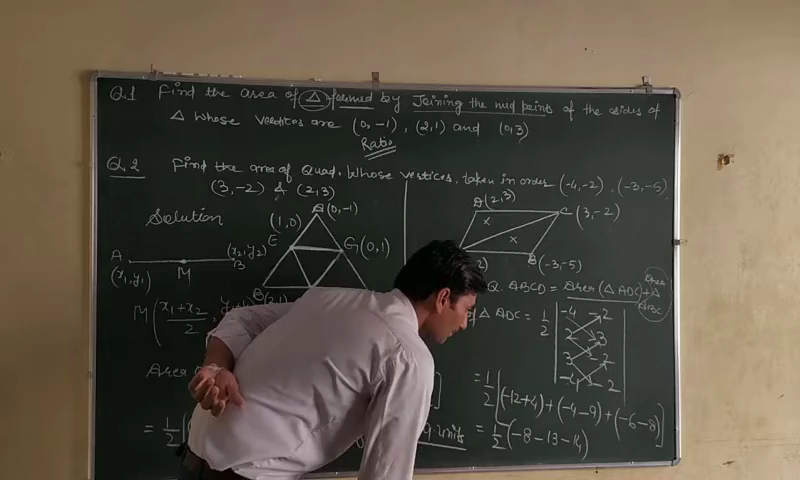 Q.1 Find the area of △ formed by Joining the mid points of the sides of
△ whose vertices are (0,-1), (2,1) and (0,3)
Ratio
Q.2 Find the area of Quad. Whose vertices, taken in order (-4,-2), (-3,-5),
(3,-2) & (2,3)
Solution
A
B
(x₁,y₁)
(x₂,y₂)
M
M(x₁+x₂/2,
Area
= 1/2[
(0,-1)
(1,0)
E
G(0,1)
B(2,1)
q. units
D(2,3)
x
C(3,-2)
x
2)
B(-3,-5)
Q. ABCD = Area(△ADC)+ Area △ ABC
△ ADC = 1/2 | -4 -2
2 3
3 -2
-4 -2 |
= 1/2[(-12+4)+(-4-9)+(-6-8)]
= 1/2(-8-13-14)